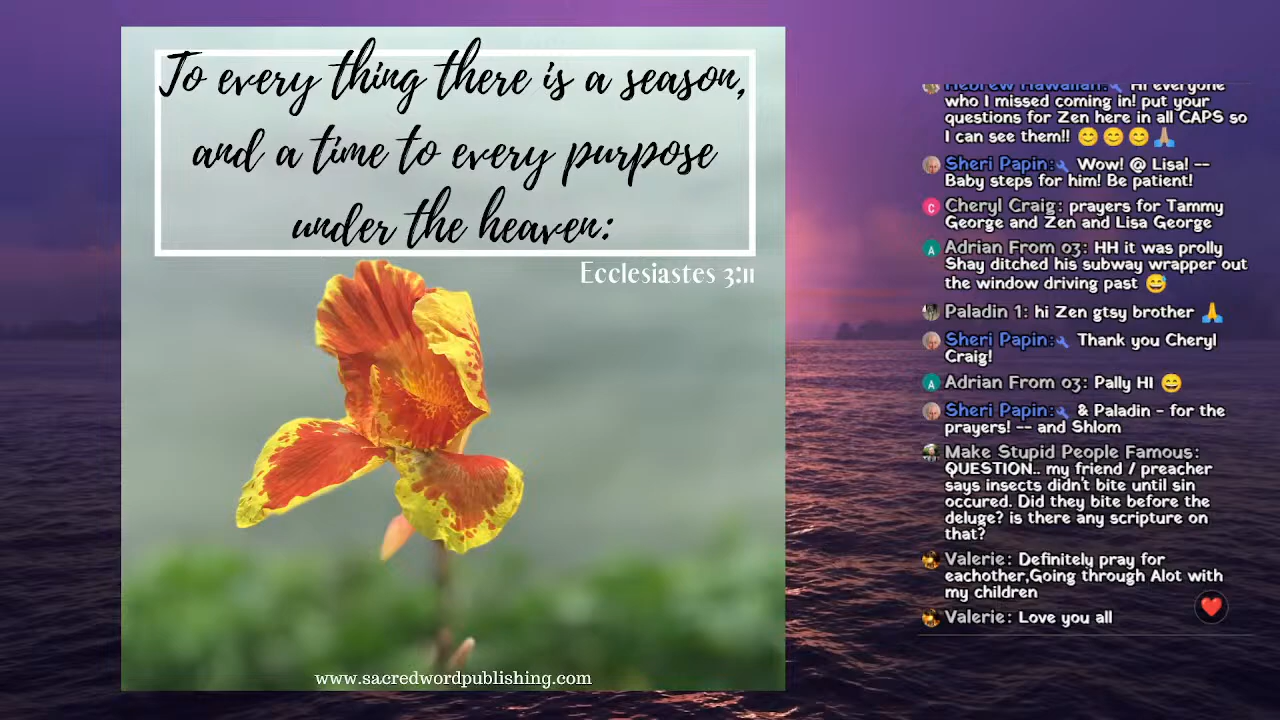 To every thing there is a season,
and a time to every purpose
under the heaven:
Ecclesiastes 3:11
www.sacredwordpublishing.com
Hebrew Hawaiian: Hi everyone
who I missed coming in! put your
questions for Zen here in all CAPS so
I can see them!! 😊😊😊🙏🏼
Sheri Papin: Wow! @ Lisa! --
Baby steps for him! Be patient!
C Cheryl Craig: prayers for Tammy
George and Zen and Lisa George
A Adrian From 03: HH it was prolly
Shay ditched his subway wrapper out
the window driving past 😅
Paladin 1: hi Zen gtsy brother 🙏
Sheri Papin: Thank you Cheryl
Craig!
A Adrian From 03: Pally HI 😄
Sheri Papin: & Paladin - for the
prayers! -- and Shlom
Make Stupid People Famous:
QUESTION.. my friend / preacher
says insects didn't bite until sin
occured. Did they bite before the
deluge? is there any scripture on
that?
Valerie: Definitely pray for
eachother,Going through Alot with
my children
Valerie: Love you all